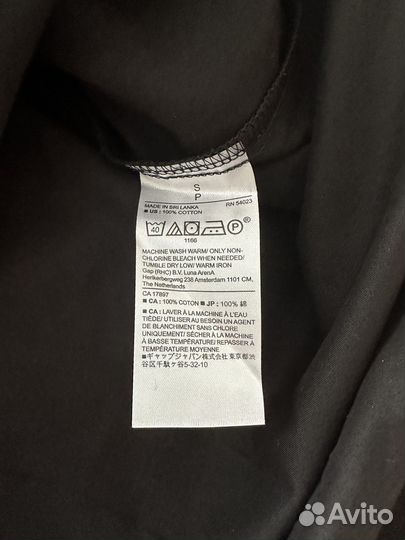 S
P
MADE IN SRI LANKA RN 54023
■ US : 100% COTTON
40 P
1166
MACHINE WASH WARM/ ONLY NON-
CHLORINE BLEACH WHEN NEEDED/
TUMBLE DRY LOW/ WARM IRON
Gap (RHC) B.V. Luna ArenA
Herikerbergweg 238 Amsterdam 1101 CM,
The Netherlands
CA 17897
■ CA : 100% COTON ■ JP : 100% 綿
■ CA : LAVER À LA MACHINE À L'EAU
TIÈDE/ UTILISER AU BESOIN UN AGENT
DE BLANCHIMENT SANS CHLORE
UNIQUEMENT/ SÉCHER À LA MACHINE
À BASSE TEMPÉRATURE/ REPASSER À
TEMPÉRATURE MOYENNE
■ギャップジャパン株式会社 東京都渋
谷区千駄ヶ谷5-32-10
Avito